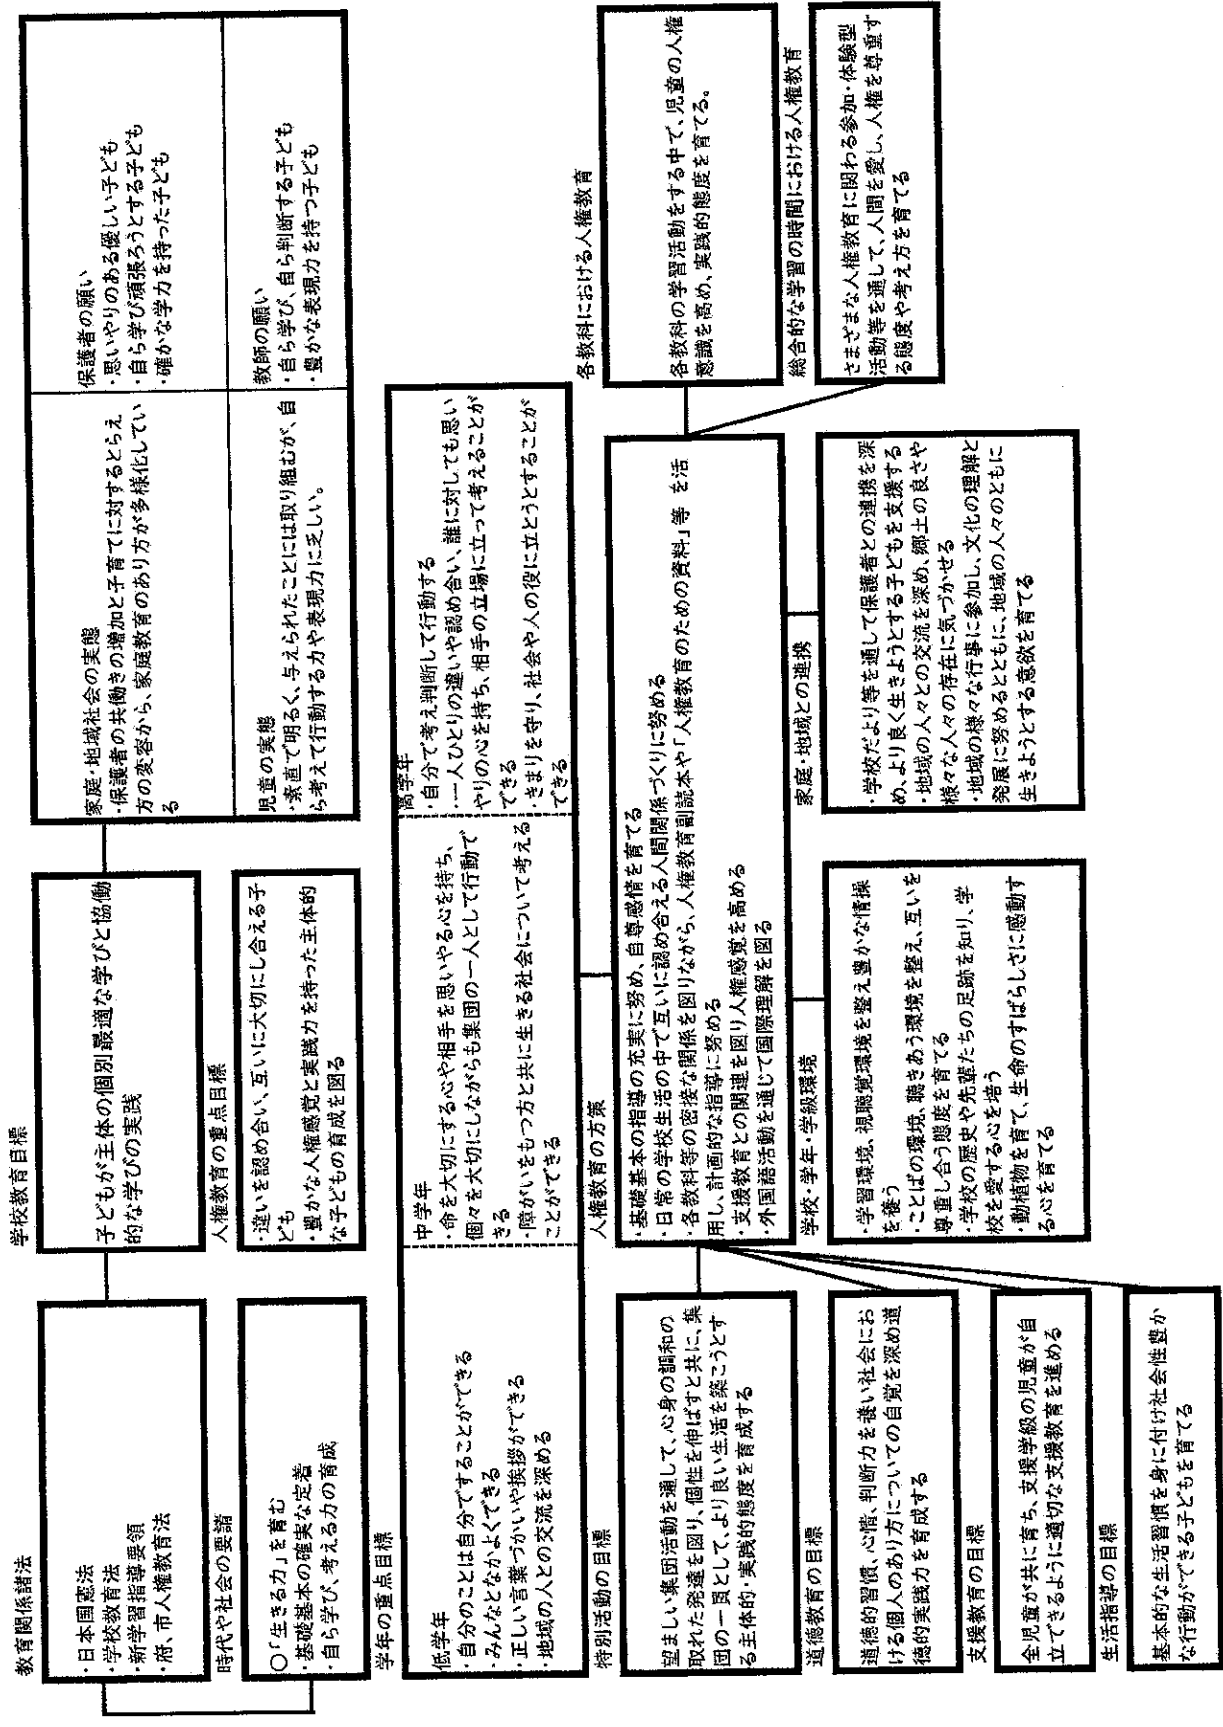 教育関係諸法
・日本国憲法
・学校教育法
・新学習指導要領
・府、市人権教育法
時代や社会の要請
〇「生きる力」を育む
・基礎基本の確実な定着
・自ら学び、考える力の育成
学校教育目標
子どもが主体の個別最適な学びと協働
的な学びの実践
人権教育の重点目標
・違いを認め合い、互いに大切にし合える子
ども
・豊かな人権感覚と実践力を持った主体的
な子どもの育成を図る
家庭・地域社会の実態
・保護者の共働きの増加と子育てに対するとらえ
方の変容から、家庭教育のあり方が多様化してい
る
保護者の願い
・思いやりのある優しい子ども
・自ら学び頑張ろうとする子ども
・確かな学力を持った子ども
児童の実態
・素直で明るく、与えられたことには取り組むが、自
ら考えて行動する力や表現力に乏しい。
教師の願い
・自ら学び、自ら判断する子ども
・豊かな表現力を持つ子ども
学年の重点目標
低学年
・自分のことは自分ですることができる
・みんなとなかよくできる
・正しい言葉づかいや挨拶ができる
・地域の人との交流を深める
中学年
・命を大切にする心や相手を思いやる心を持ち、
個々を大切にしながらも集団の一人として行動で
きる
・障がいをもつ方と共に生きる社会について考える
ことができる
高学年
・自分で考え判断して行動する
・一人ひとりの違いや認め合い、誰に対しても思い
やりの心を持ち、相手の立場に立って考えることが
できる
・きまりを守り、社会や人の役に立とうとすることが
できる
人権教育の方策
・基礎基本の指導の充実に努め、自尊感情を育てる
・日常の学校生活の中で互いに認め合える人間関係づくりに努める
・各教科等の密接な関係を図りながら、人権教育副読本や「人権教育のための資料」等 を活
用し、計画的な指導に努める
・支援教育との関連を図り人権感覚を高める
・外国語活動を通じて国際理解を図る
各教科における人権教育
各教科の学習活動をする中で、児童の人権
意識を高め、実践的態度を育てる。
総合的な学習の時間における人権教育
さまざまな人権教育に関わる参加・体験型
活動等を通して、人間を愛し、人権を尊重す
る態度や考え方を育てる
特別活動の目標
望ましい集団活動を通して、心身の調和の
取れた発達を図り、個性を伸ばすと共に、集
団の一員として、より良い生活を築こうとす
る主体的・実践的態度を育成する
道徳教育の目標
道徳的習慣、心情、判断力を養い社会にお
ける個人のあり方についての自覚を深め道
徳的実践力を育成する
支援教育の目標
全児童が共に育ち、支援学級の児童が自
立できるように適切な支援教育を進める
生活指導の目標
基本的な生活習慣を身に付け社会性豊か
な行動ができる子どもを育てる
学校・学年・学級環境
・学習環境、視聴覚環境を整え豊かな情操
を養う
・ことばの環境、聴きあう環境を整え、互いを
尊重し合う態度を育てる
・学校の歴史や先輩たちの足跡を知り、学
校を愛する心を培う
・動植物を育て、生命のすばらしさに感動す
る心を育てる
家庭・地域との連携
・学校だより等を通して保護者との連携を深
め、より良く生きようとする子どもを支援する
・地域の人々との交流を深め、郷土の良さや
様々な人々の存在に気づかせる
・地域の様々な行事に参加し、文化の理解と
発展に努めるとともに、地域の人々のともに
生きようとする意欲を育てる